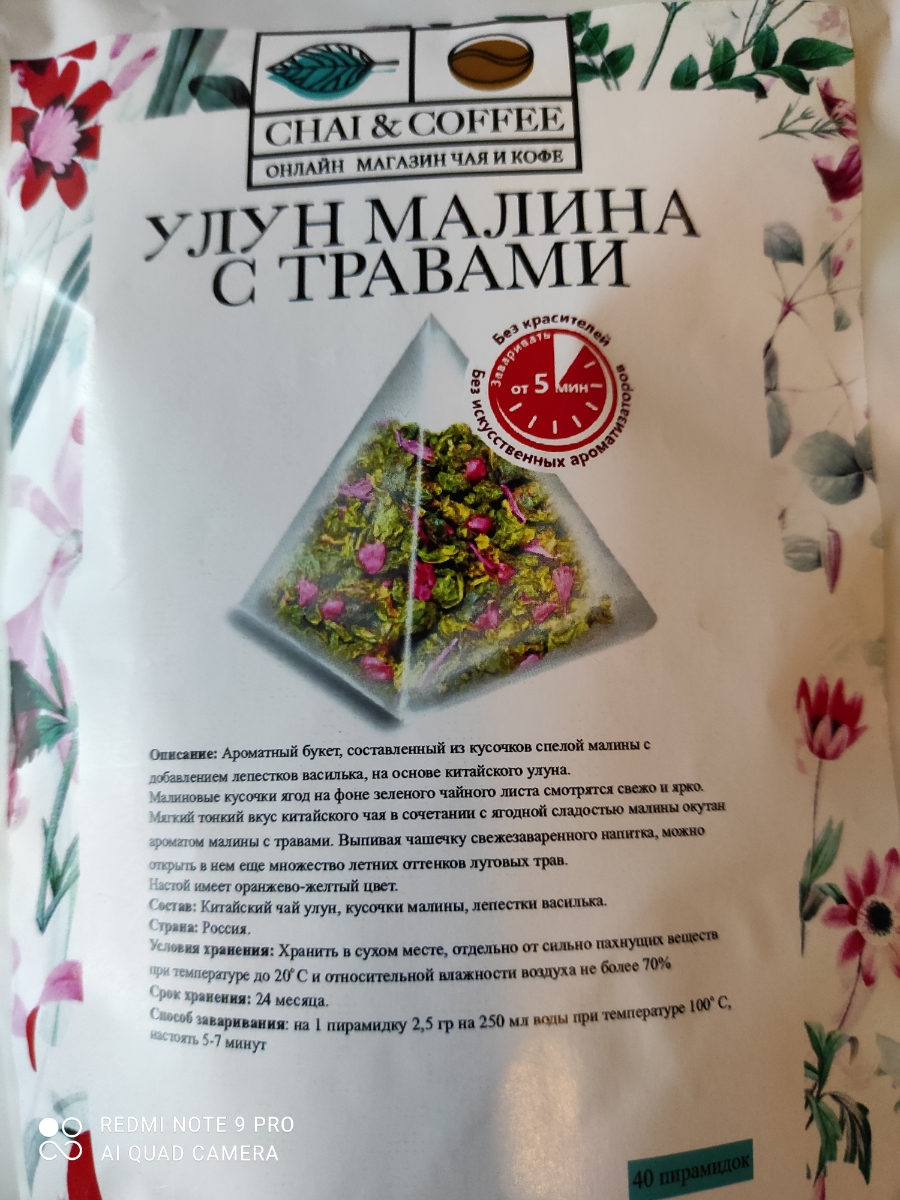 CHAI & COFFEE
ОНЛАЙН МАГАЗИН ЧАЯ И КОФЕ
УЛУН МАЛИНА
С ТРАВАМИ
Без красителей
Без искусственных ароматизаторов
Заваривать
от 5 мин
Описание: Ароматный букет, составленный из кусочков спелой малины с
добавлением лепестков василька, на основе китайского улуна.
Малиновые кусочки ягод на фоне зеленого чайного листа смотрятся свежо и ярко.
Мягкий тонкий вкус китайского чая в сочетании с ягодной сладостью малины окутан
ароматом малины с травами. Выпивая чашечку свежезаваренного напитка, можно
открыть в нем еще множество летних оттенков луговых трав.
Настой имеет оранжево-желтый цвет.
Состав: Китайский чай улун, кусочки малины, лепестки василька.
Страна: Россия.
Условия хранения: Хранить в сухом месте, отдельно от сильно пахнущих веществ
при температуре до 20˚ С и относительной влажности воздуха не более 70%
Срок хранения: 24 месяца.
Способ заваривания: на 1 пирамидку 2,5 гр на 250 мл воды при температуре 100˚ С,
настоять 5-7 минут
REDMI NOTE 9 PRO
AI QUAD CAMERA
40 пирамидок